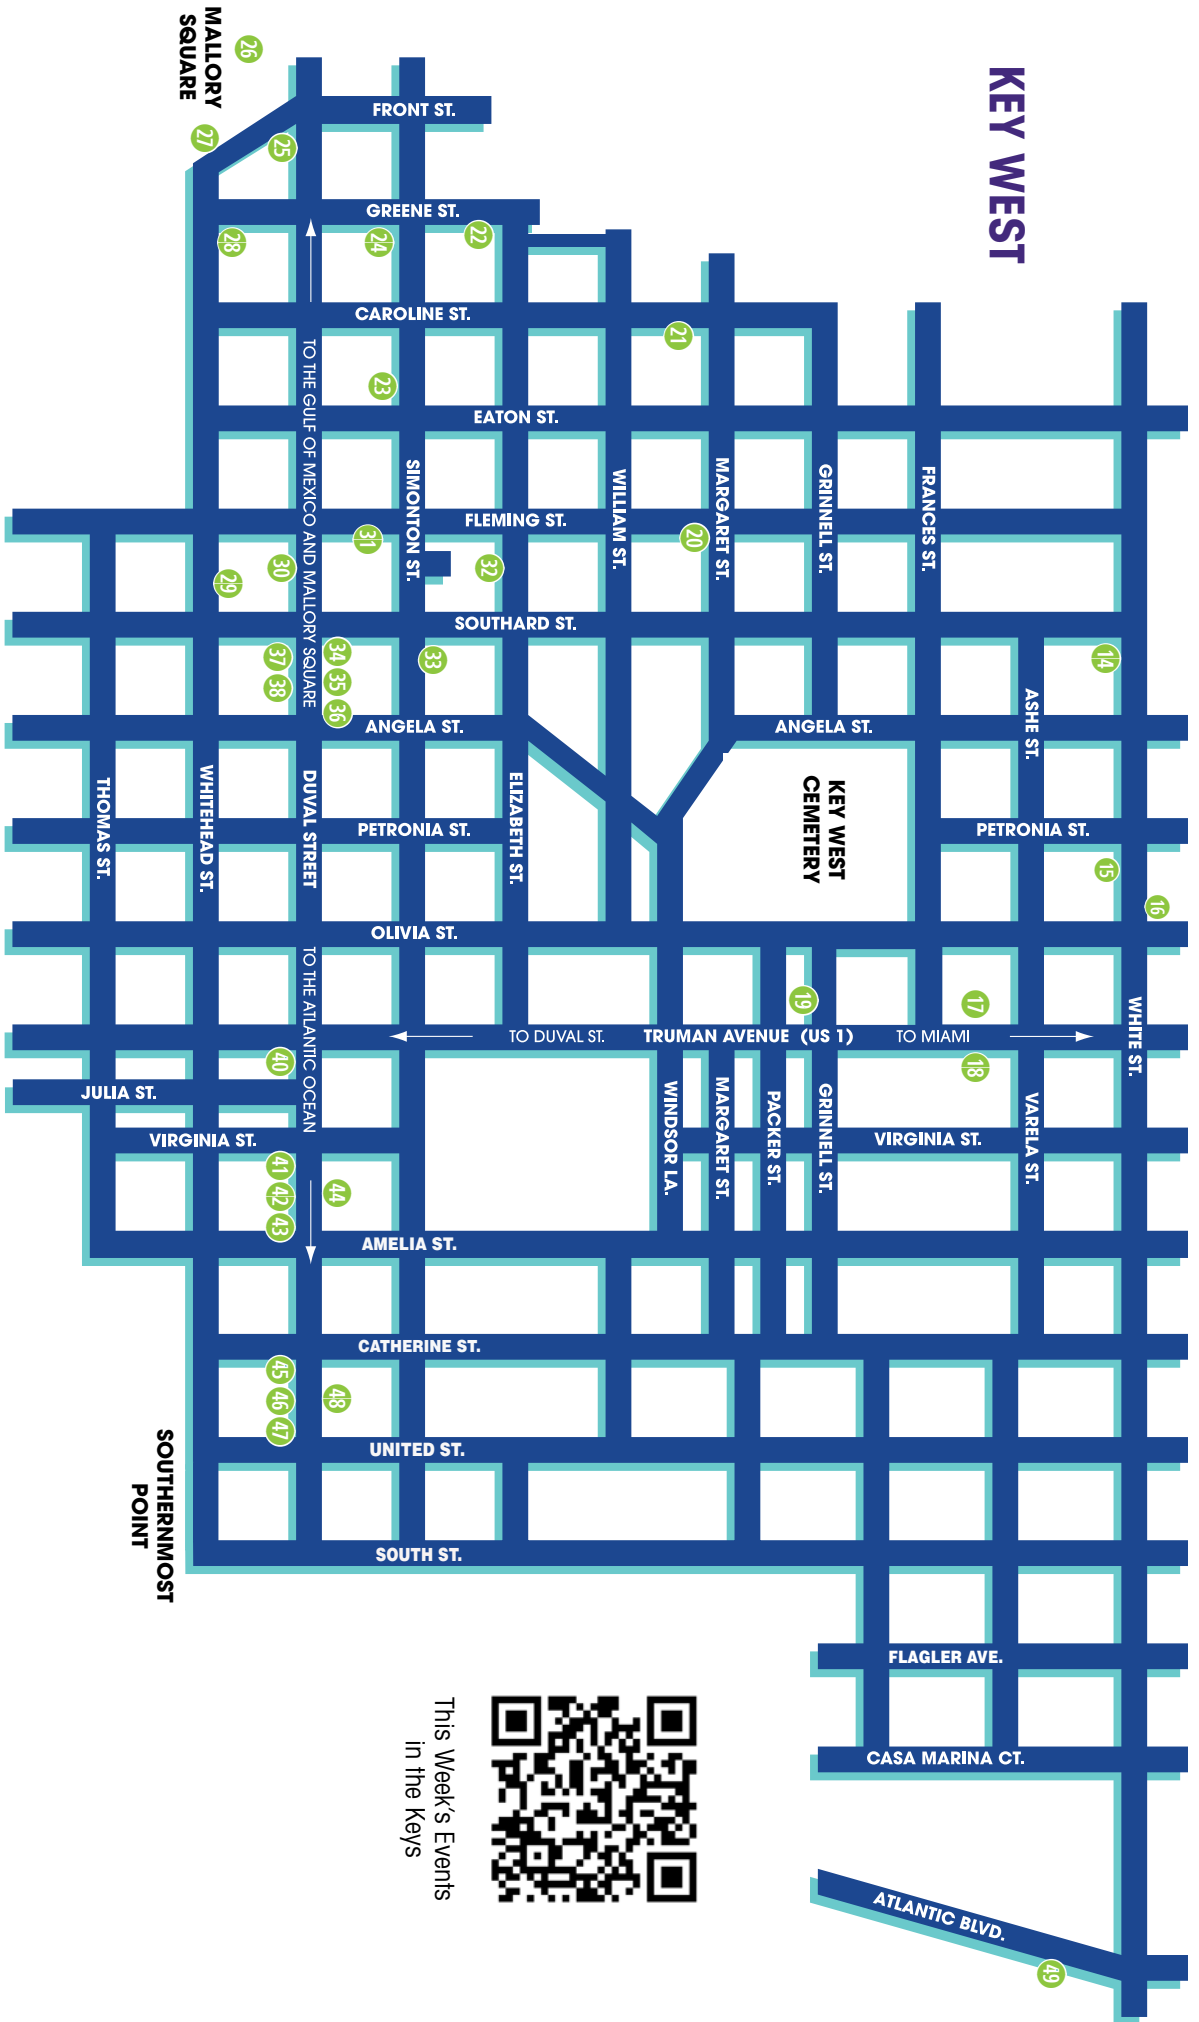 KEY WEST
MALLORY
SQUARE
26
27
25
FRONT ST.
GREENE ST.
28
24
22
CAROLINE ST.
21
23
EATON ST.
TO THE GULF OF MEXICO AND MALLORY SQUARE
SIMONTON ST.
WILLIAM ST.
MARGARET ST.
GRINNELL ST.
FRANCES ST.
FLEMING ST.
31
20
30
32
29
SOUTHARD ST.
37
38
34
35
36
33
14
ANGELA ST.
ANGELA ST.
ASHE ST.
THOMAS ST.
WHITEHEAD ST.
DUVAL STREET
ELIZABETH ST.
KEY WEST
CEMETERY
PETRONIA ST.
PETRONIA ST.
15
16
OLIVIA ST.
TO THE ATLANTIC OCEAN
19
17
WHITE ST.
TO DUVAL ST.
TRUMAN AVENUE (US 1)
TO MIAMI
40
18
JULIA ST.
WINDSOR LA.
MARGARET ST.
PACKER ST.
GRINNELL ST.
VARELA ST.
VIRGINIA ST.
VIRGINIA ST.
41
42
43
44
AMELIA ST.
CATHERINE ST.
45
46
47
48
UNITED ST.
SOUTHERNMOST
POINT
SOUTH ST.
FLAGLER AVE.
CASA MARINA CT.
ATLANTIC BLVD.
49
This Week's Events
in the Keys